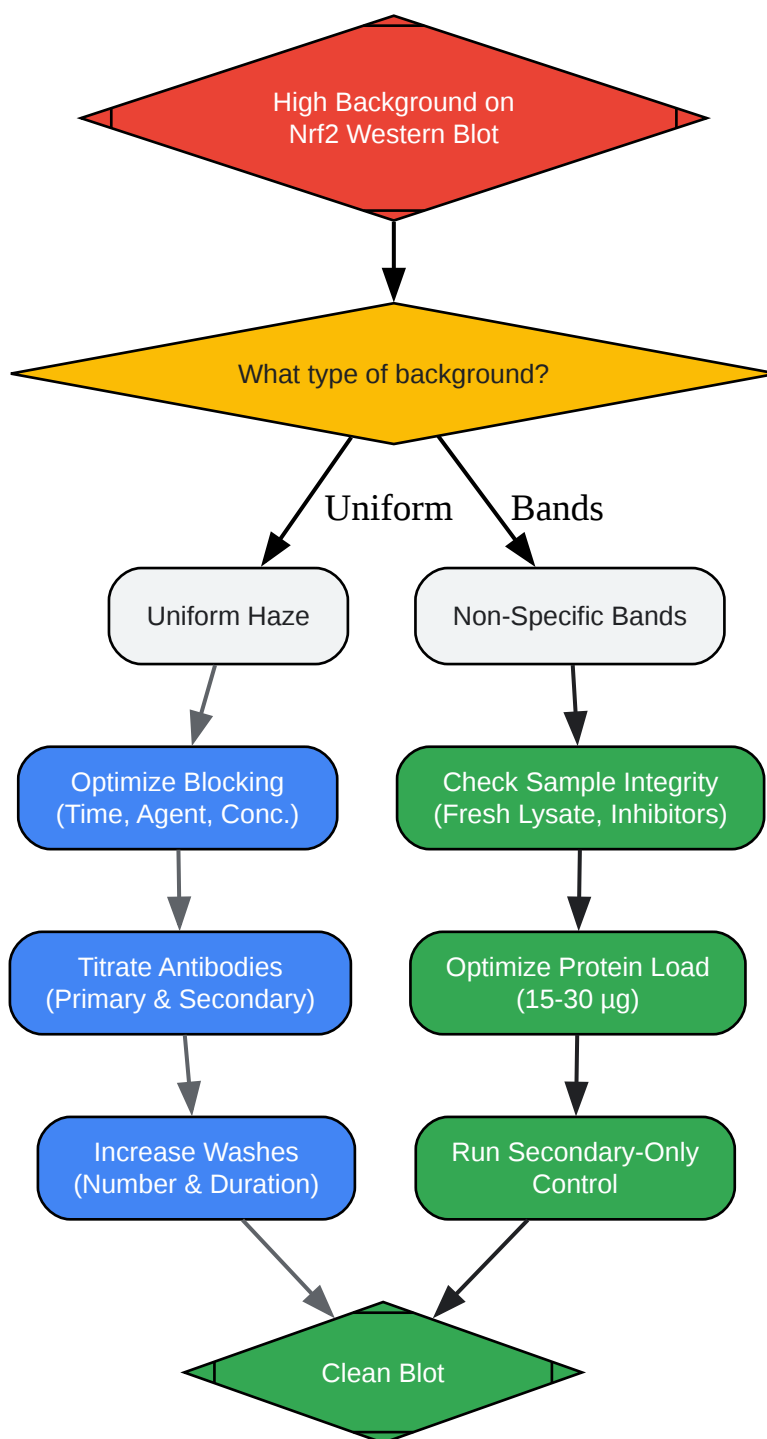 High Background on
Nrf2 Western Blot
What type of background?
Uniform
Bands
Uniform Haze
Non-Specific Bands
Optimize Blocking
(Time, Agent, Conc.)
Check Sample Integrity
(Fresh Lysate, Inhibitors)
Titrate Antibodies
(Primary & Secondary)
Optimize Protein Load
(15-30 µg)
Increase Washes
(Number & Duration)
Run Secondary-Only
Control
Clean Blot